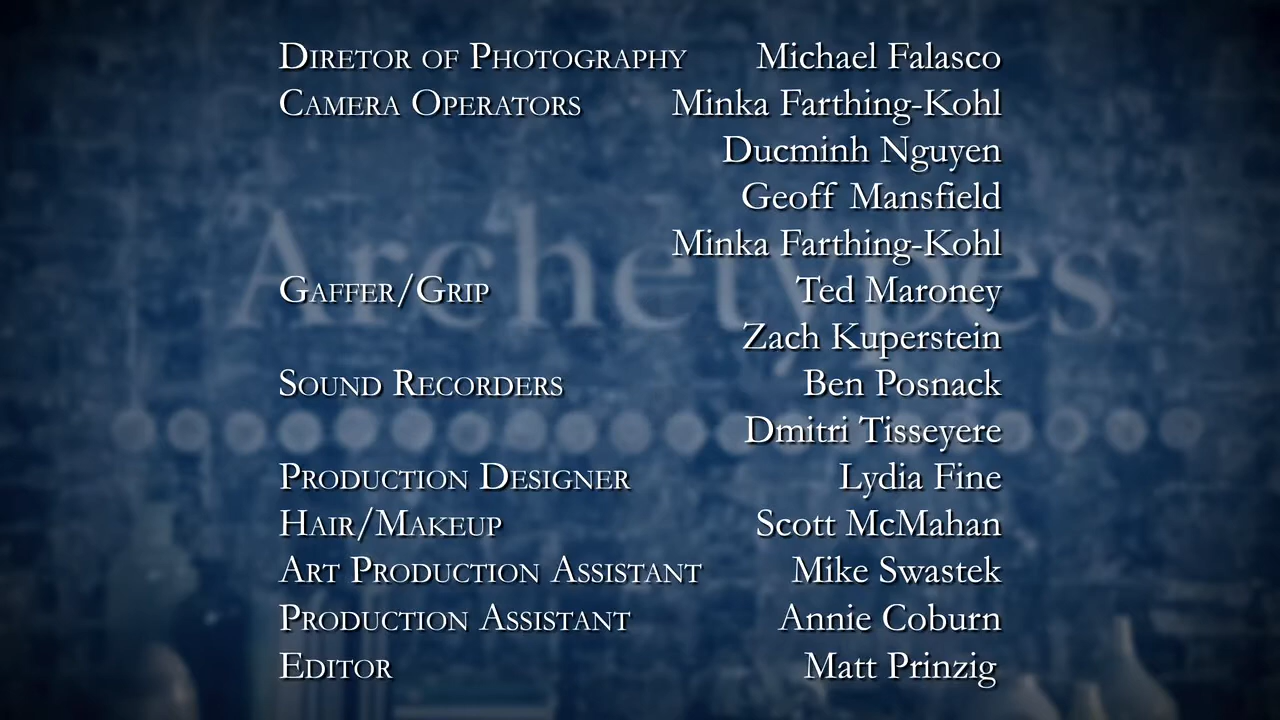 Diretor of Photography Michael Falasco
Camera Operators Minka Farthing-Kohl
Ducminh Nguyen
Geoff Mansfield
Minka Farthing-Kohl
Archetypes
Gaffer/Grip Ted Maroney
Zach Kuperstein
Sound Recorders Ben Posnack
Dmitri Tisseyere
Production Designer Lydia Fine
Hair/Makeup Scott McMahan
Art Production Assistant Mike Swastek
Production Assistant Annie Coburn
Editor Matt Prinzig